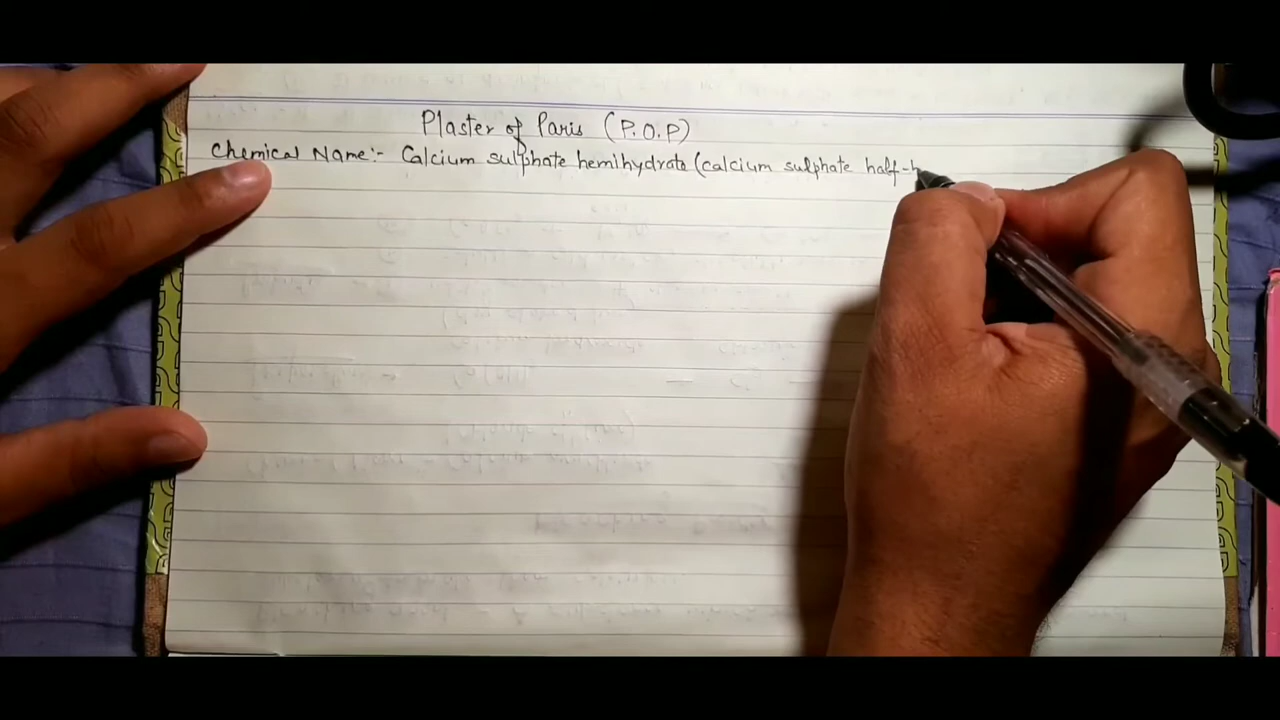 Plaster of Paris (P.O.P)
Chemical Name:- Calcium sulphate hemihydrate (calcium sulphate half-h